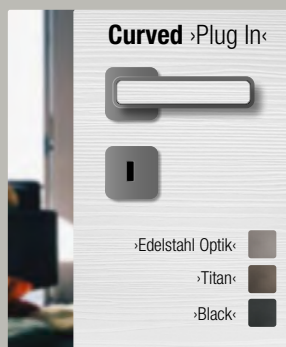 Curved ›Plug In‹
›Edelstahl Optik‹
›Titan‹
›Black‹